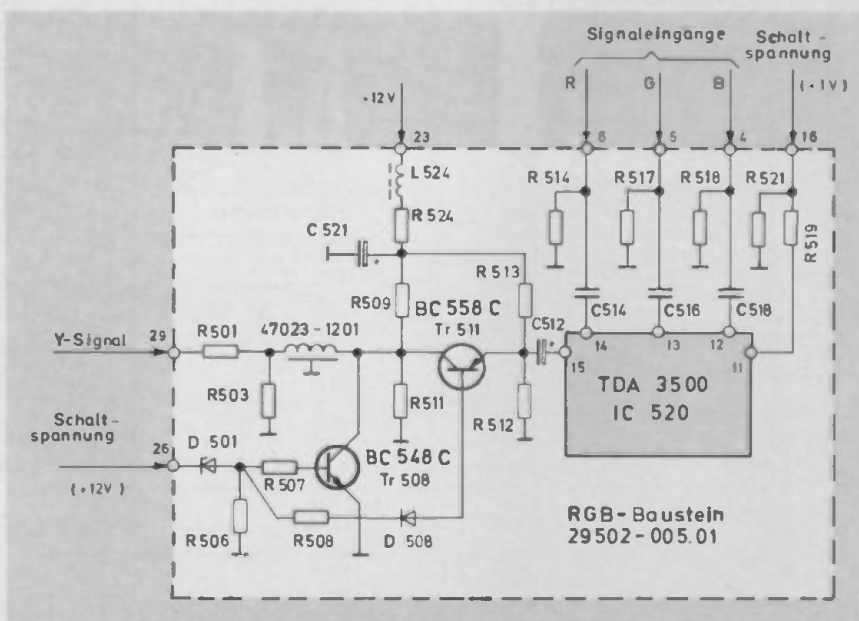 Signaleingänge
Schalt-
spannung
(+1V)
R
G
B
+12V
23
6
5
4
16
L524
R514
R517
R518
R521
R524
R519
C521
R513
R509
BC 558 C
Tr 511
C512
C514
C516
C518
Y-Signal
29
R501
47023-1201
+
+
15
14
13
12
11
TDA 3500
IC 520
R503
R511
R512
Schalt-
spannung
(+12V)
26
D 501
R507
BC 548 C
Tr 508
R506
R508
D 508
RGB-Baustein
29502-005.01